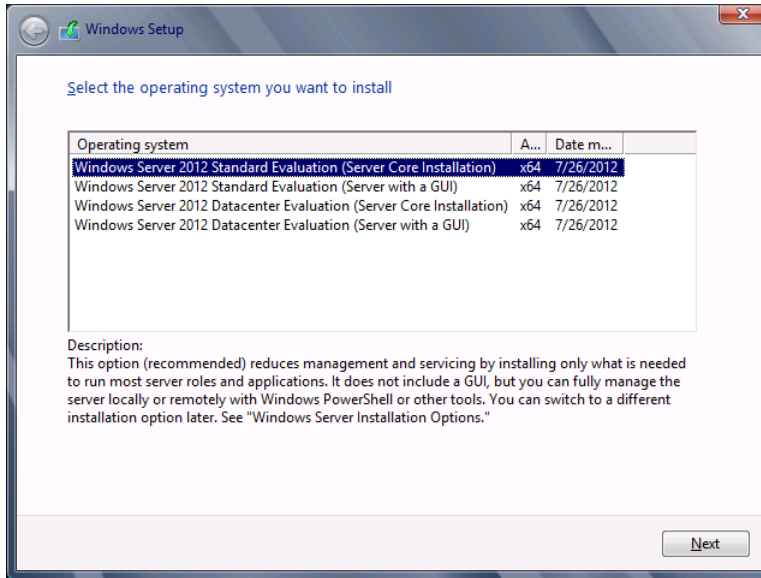 Windows Setup
Select the operating system you want to install
Operating system A... Date m...
Windows Server 2012 Standard Evaluation (Server Core Installation) x64 7/26/2012
Windows Server 2012 Standard Evaluation (Server with a GUI) x64 7/26/2012
Windows Server 2012 Datacenter Evaluation (Server Core Installation) x64 7/26/2012
Windows Server 2012 Datacenter Evaluation (Server with a GUI) x64 7/26/2012
Description:
This option (recommended) reduces management and servicing by installing only what is needed
to run most server roles and applications. It does not include a GUI, but you can fully manage the
server locally or remotely with Windows PowerShell or other tools. You can switch to a different
installation option later. See "Windows Server Installation Options."
Next